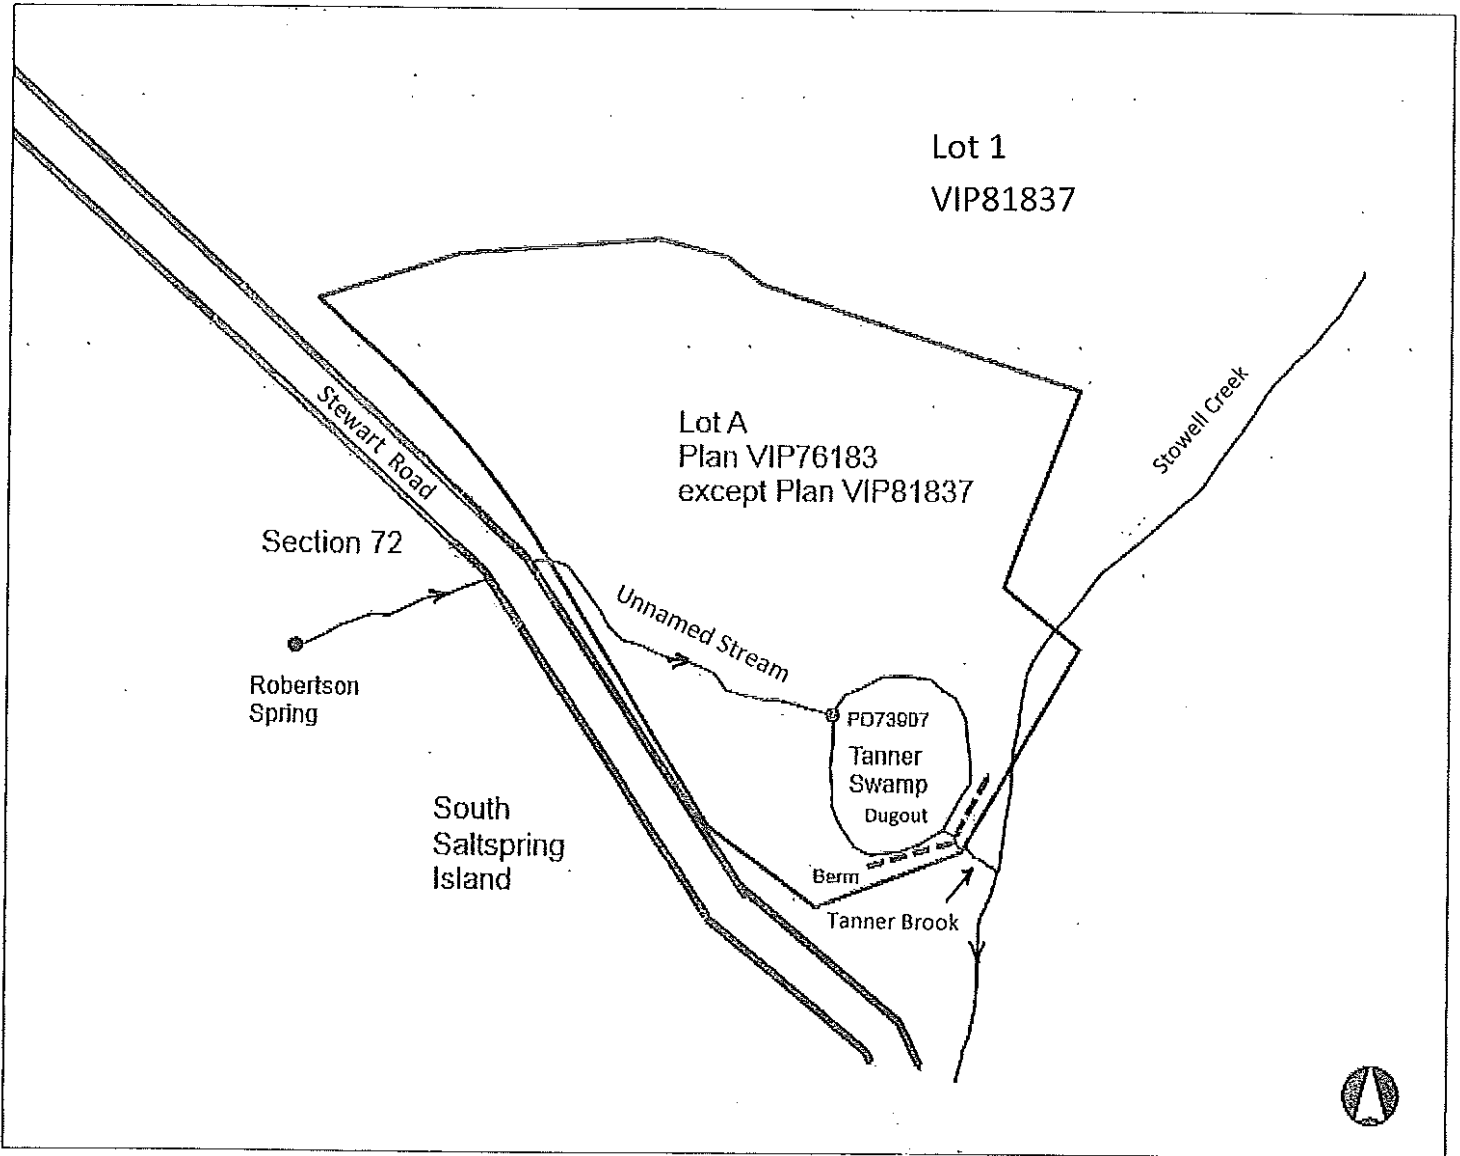 Lot 1
VIP81837
Stowell Creek
Stewart Road
Lot A
Plan VIP76183
except Plan VIP81837
Section 72
Unnamed Stream
Robertson
Spring
PD73907
Tanner
Swamp
Dugout
South
Saltspring
Island
Berm
Tanner Brook